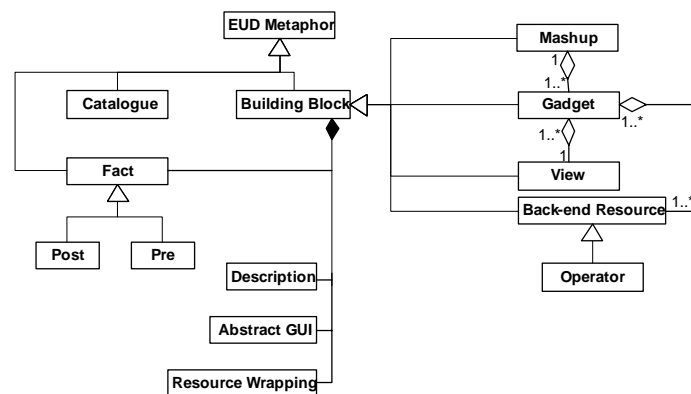 EUD Metaphor
Mashup
1
1..*
Catalogue
Building Block
Gadget
1..*
1..*
1
Fact
View
Back-end Resource
1..*
Post
Pre
Operator
Description
Abstract GUI
Resource Wrapping